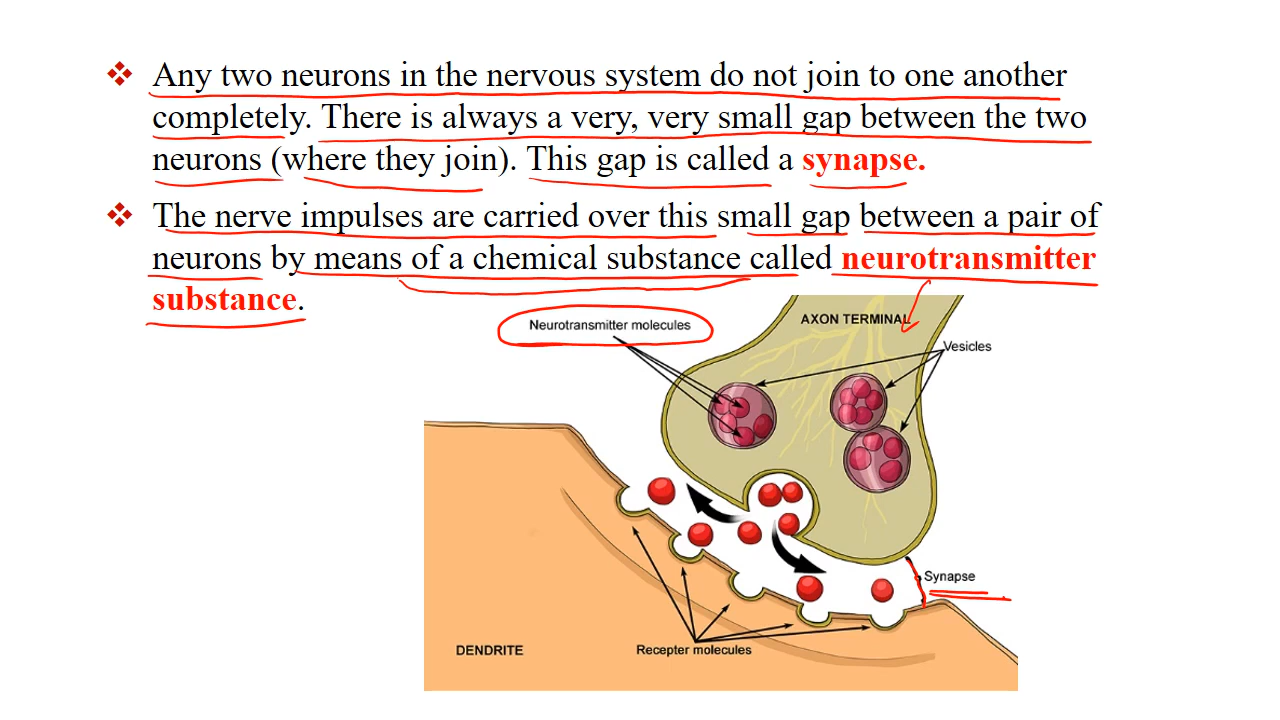 Any two neurons in the nervous system do not join to one another
completely. There is always a very, very small gap between the two
neurons (where they join). This gap is called a synapse.
The nerve impulses are carried over this small gap between a pair of
neurons by means of a chemical substance called neurotransmitter
substance.
Neurotransmitter molecules
AXON TERMINAL
Vesicles
Synapse
DENDRITE
Recepter molecules